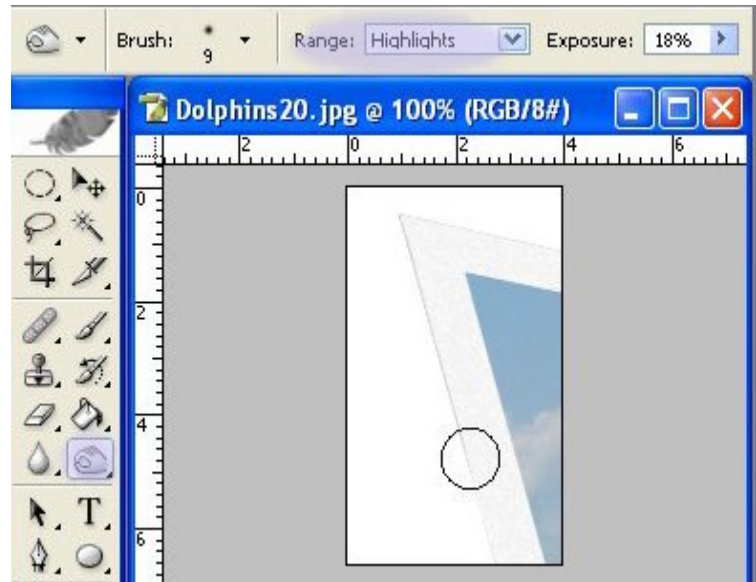 Brush: 9 Range: Highlights Exposure: 18%
Dolphins20.jpg @ 100% (RGB/8#)
2 0 2 4 6
0
2
4
6
T